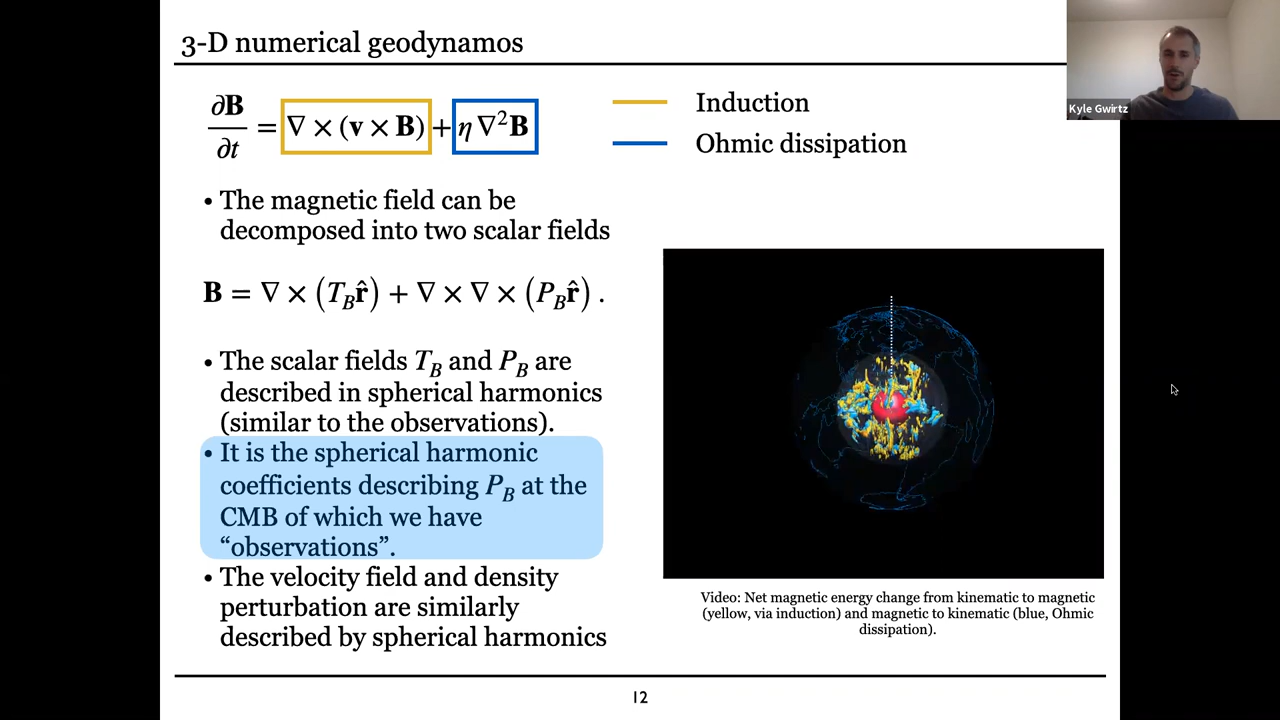 3-D numerical geodynamos
Kyle Gwirtz
∂B/∂t = ∇ × (v × B) + η ∇²B
Induction
Ohmic dissipation
• The magnetic field can be
decomposed into two scalar fields
B = ∇ × (T_B r̂) + ∇ × ∇ × (P_B r̂) .
• The scalar fields T_B and P_B are
described in spherical harmonics
(similar to the observations).
• It is the spherical harmonic
coefficients describing P_B at the
CMB of which we have
“observations”.
• The velocity field and density
perturbation are similarly
described by spherical harmonics
Video: Net magnetic energy change from kinematic to magnetic
(yellow, via induction) and magnetic to kinematic (blue, Ohmic
dissipation).
12